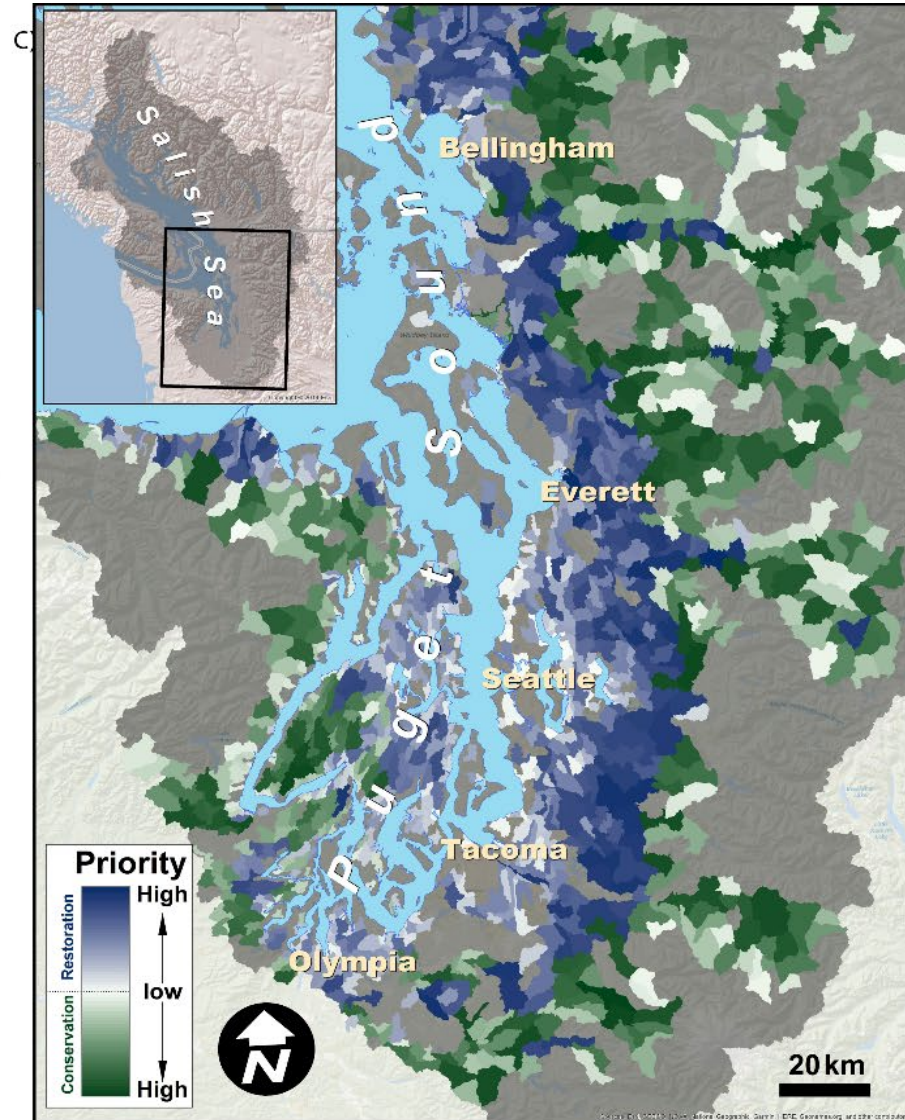 C)
Salish Sea
Puget Sound
Bellingham
Everett
Seattle
Tacoma
Olympia
Priority
Restoration
Conservation
High
low
High
N
20 km